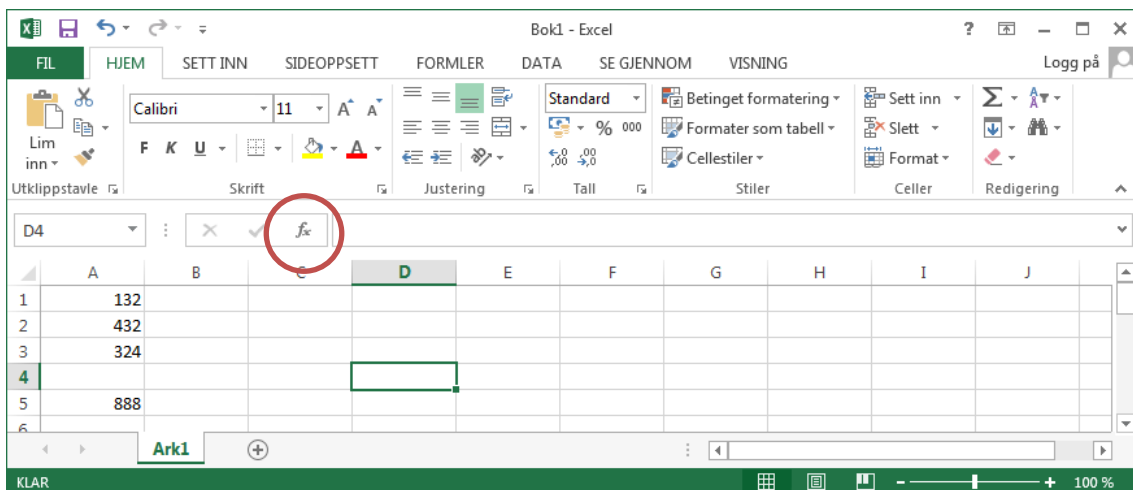 Bok1 - Excel
FIL HJEM SETT INN SIDEOPPSETT FORMLER DATA SE GJENNOM VISNING Logg på
Calibri 11 Standard Betinget formatering Sett inn
Lim inn F K U % 000 Formater som tabell Slett
Cellestiler Format
Utklippstavle Skrift Justering Tall Stiler Celler Redigering
D4 fx
A B C D E F G H I J
1 132
2 432
3 324
4
5 888
6
Ark1
KLAR 100 %